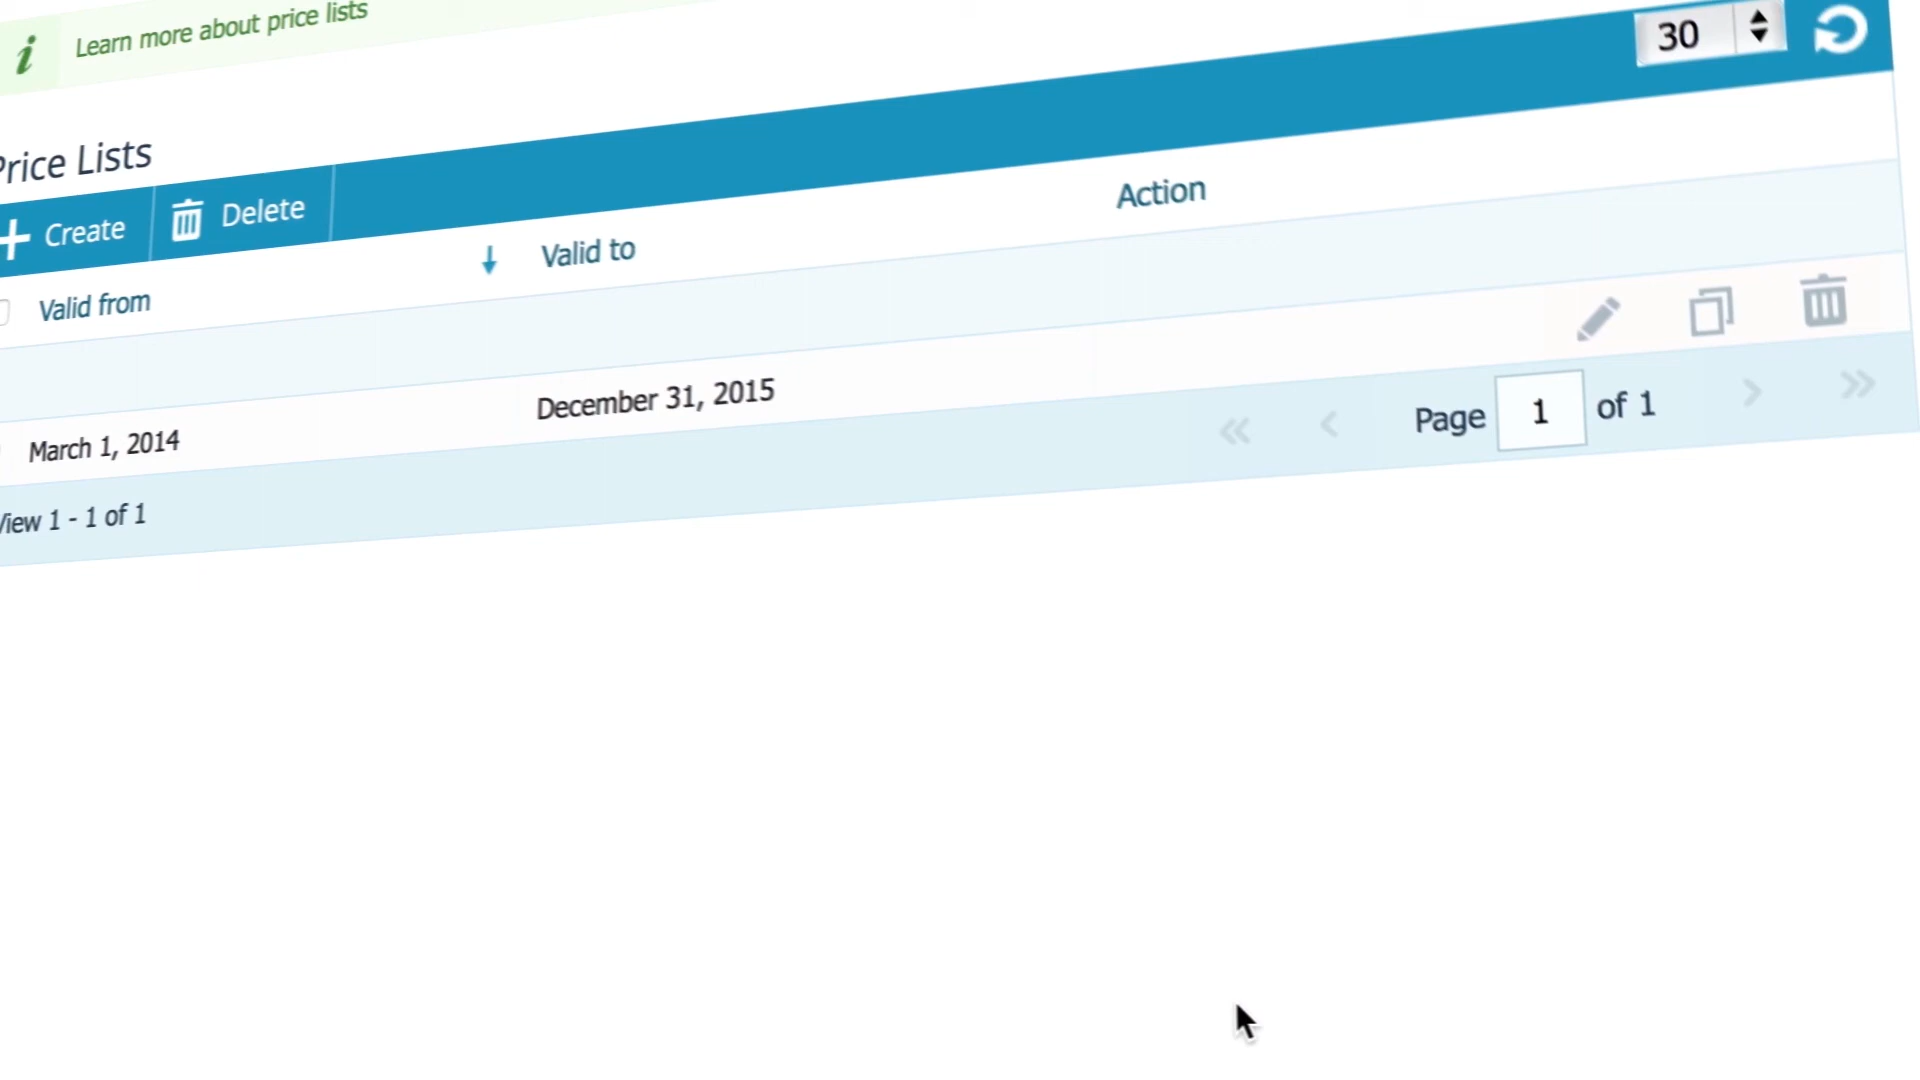 i Learn more about price lists
30
Price Lists
Create Delete
Valid from Valid to Action
March 1, 2014 December 31, 2015
View 1 - 1 of 1 Page 1 of 1